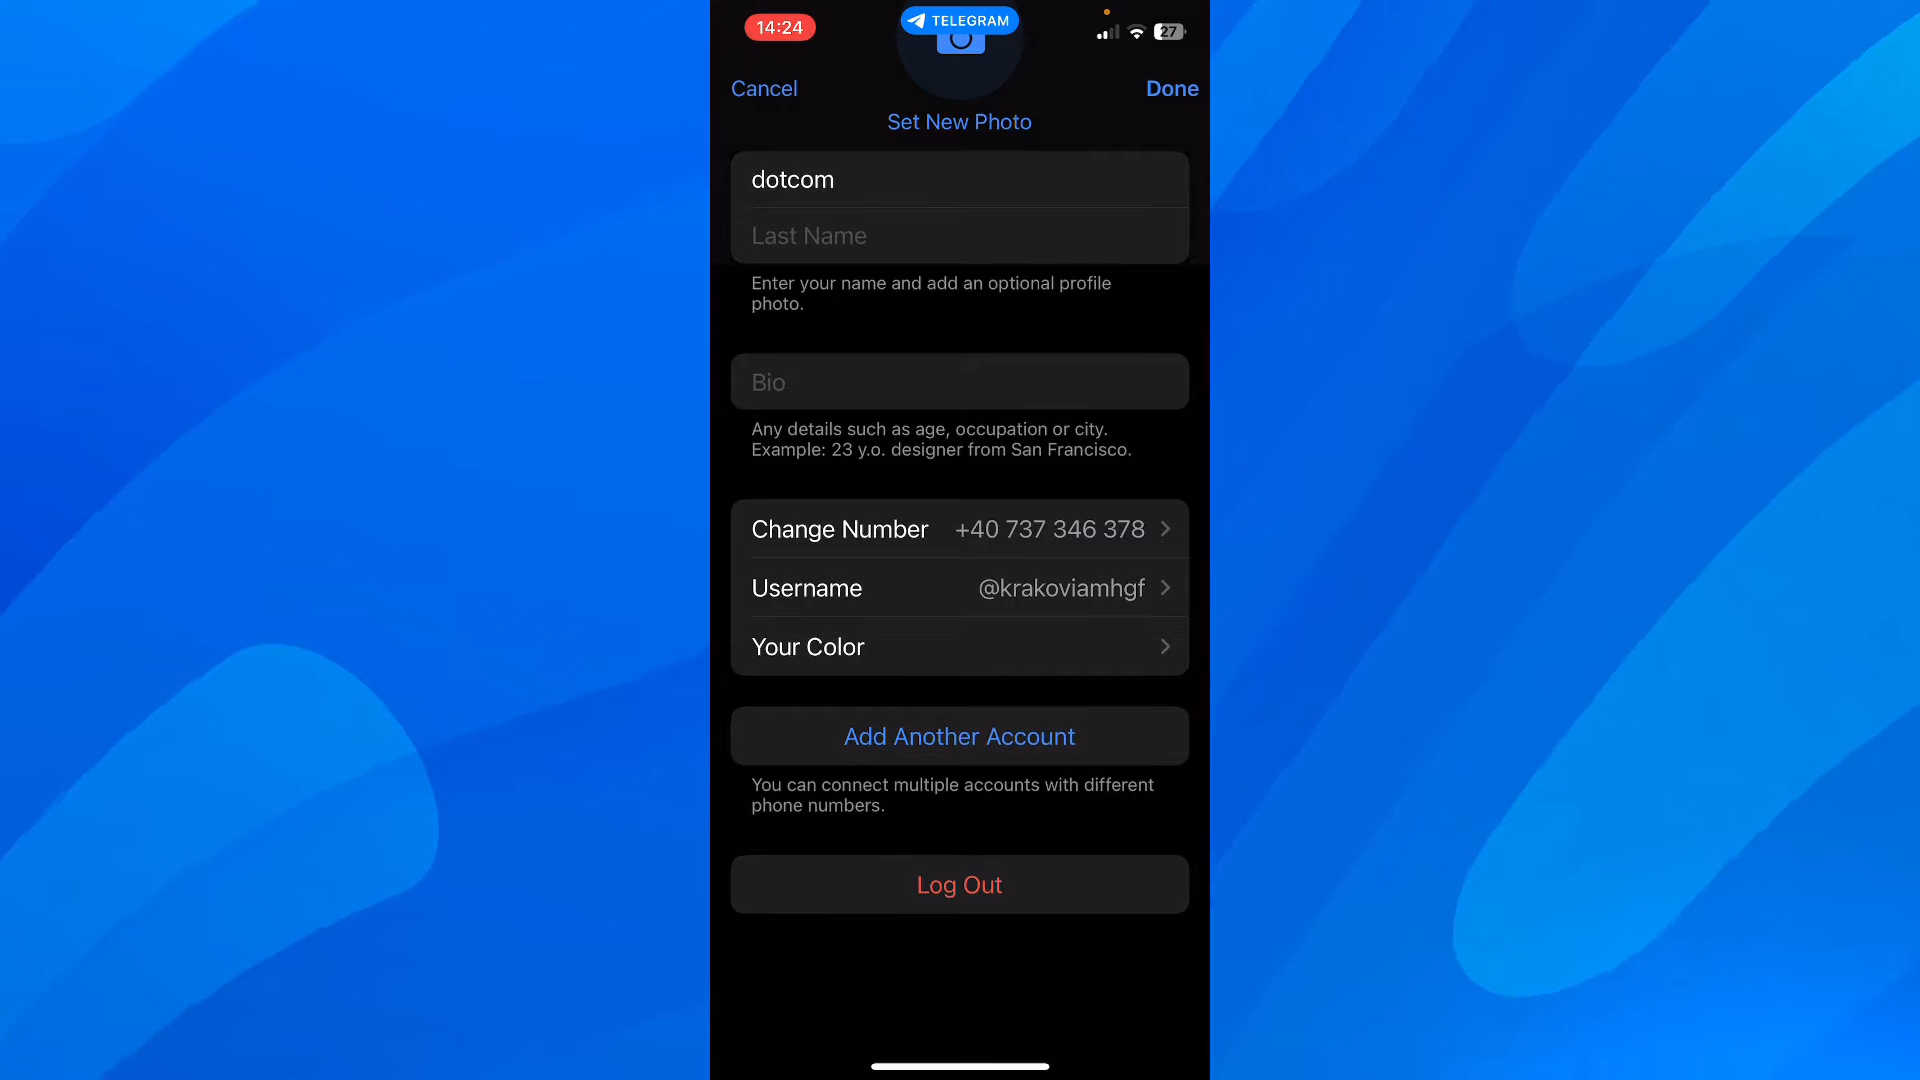 14:24
TELEGRAM
27
Cancel
Done
Set New Photo
dotcom
Last Name
Enter your name and add an optional profile
photo.
Bio
Any details such as age, occupation or city.
Example: 23 y.o. designer from San Francisco.
Change Number +40 737 346 378
Username @krakoviamhgf
Your Color
Add Another Account
You can connect multiple accounts with different
phone numbers.
Log Out